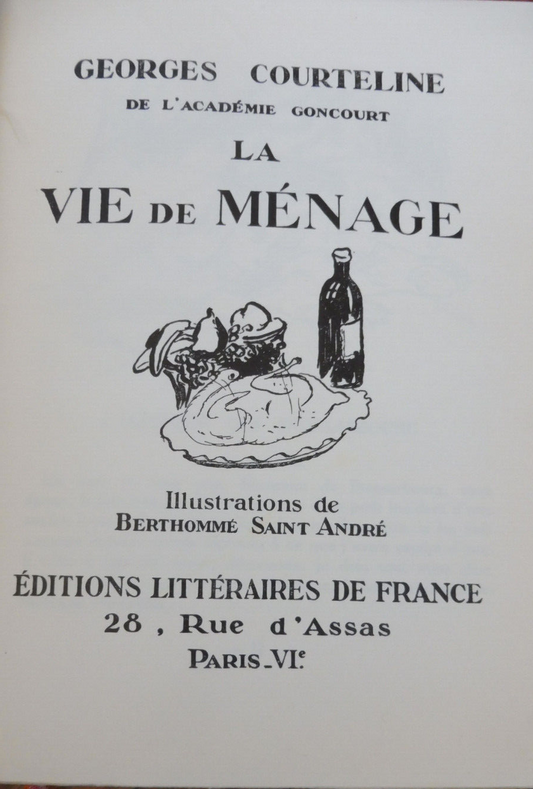 GEORGES COURTELINE
DE L'ACADÉMIE GONCOURT
LA
VIE DE MÉNAGE
Illustrations de
BERTHOMMÉ SAINT ANDRÉ
ÉDITIONS LITTÉRAIRES DE FRANCE
28, Rue d'Assas
PARIS-VIe.